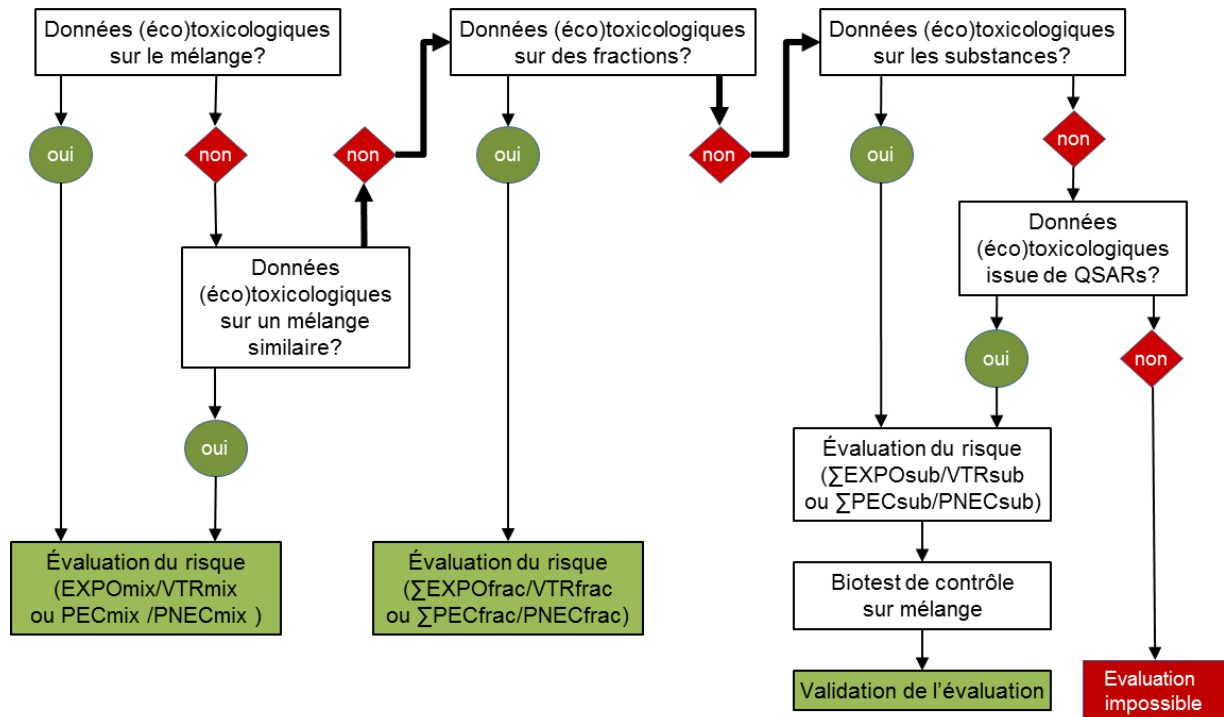 Données (éco)toxicologiques
sur le mélange?
Données (éco)toxicologiques
sur des fractions?
Données (éco)toxicologiques
sur les substances?
oui
non
non
oui
non
oui
non
Données
(éco)toxicologiques
sur un mélange
similaire?
Données
(éco)toxicologiques
issue de QSARs?
oui
non
oui
Évaluation du risque
(∑EXPOsub/VTRsub
ou ∑PECsub/PNECsub)
Évaluation du risque
(EXPOmix/VTRmix
ou PECmix /PNECmix )
Évaluation du risque
(∑EXPOfrac/VTRfrac
ou ∑PECfrac/PNECfrac)
Biotest de contrôle
sur mélange
Validation de l’évaluation
Evaluation
impossible